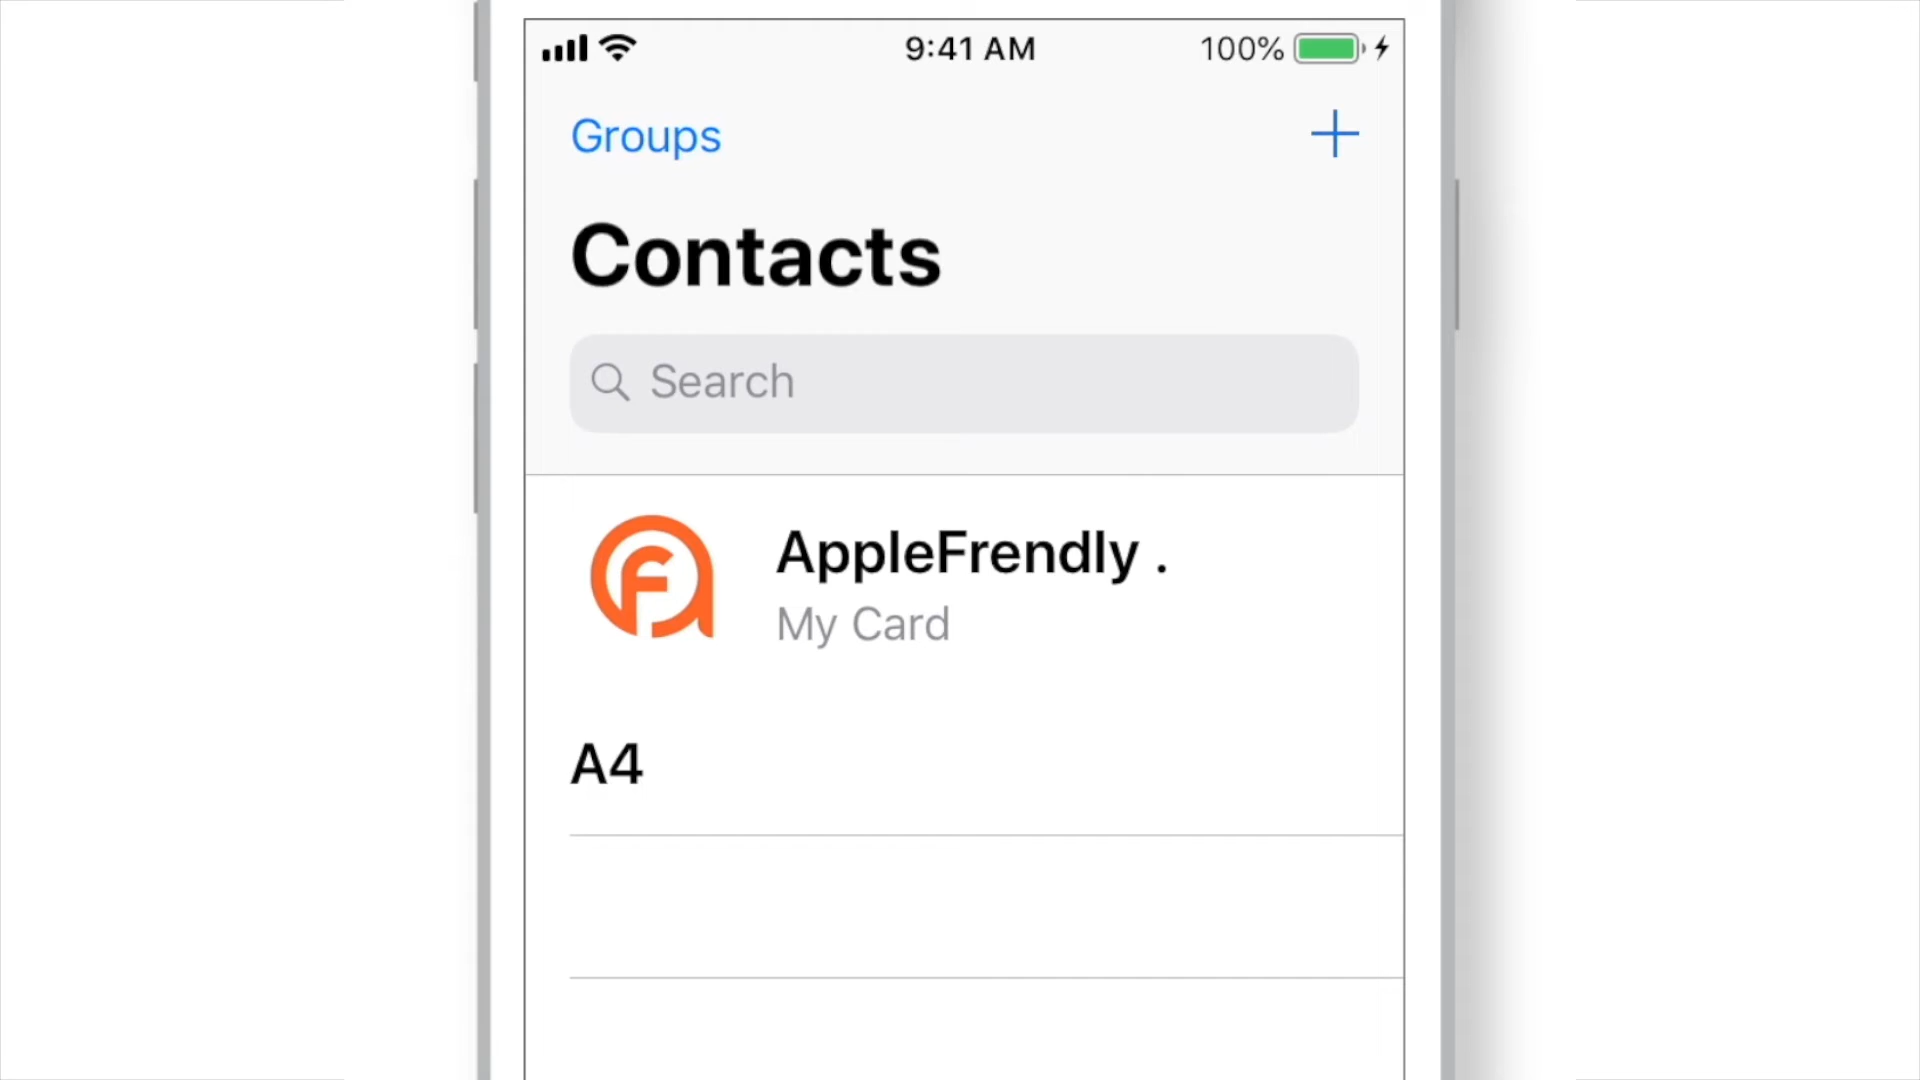 9:41 AM 100%
Groups
Contacts
Search
AppleFrendly .
My Card
A4